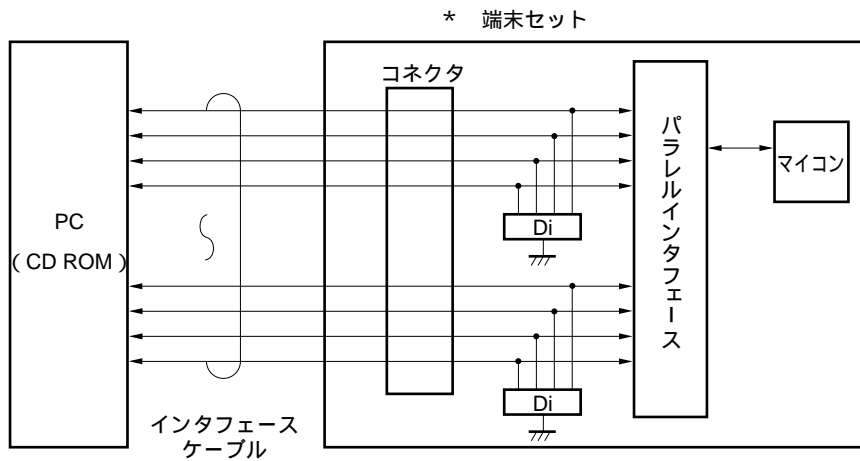 * 端末セット
コネクタ
パラレルインタフェース
マイコン
PC
( CD ROM )
Di
Di
インタフェース
ケーブル